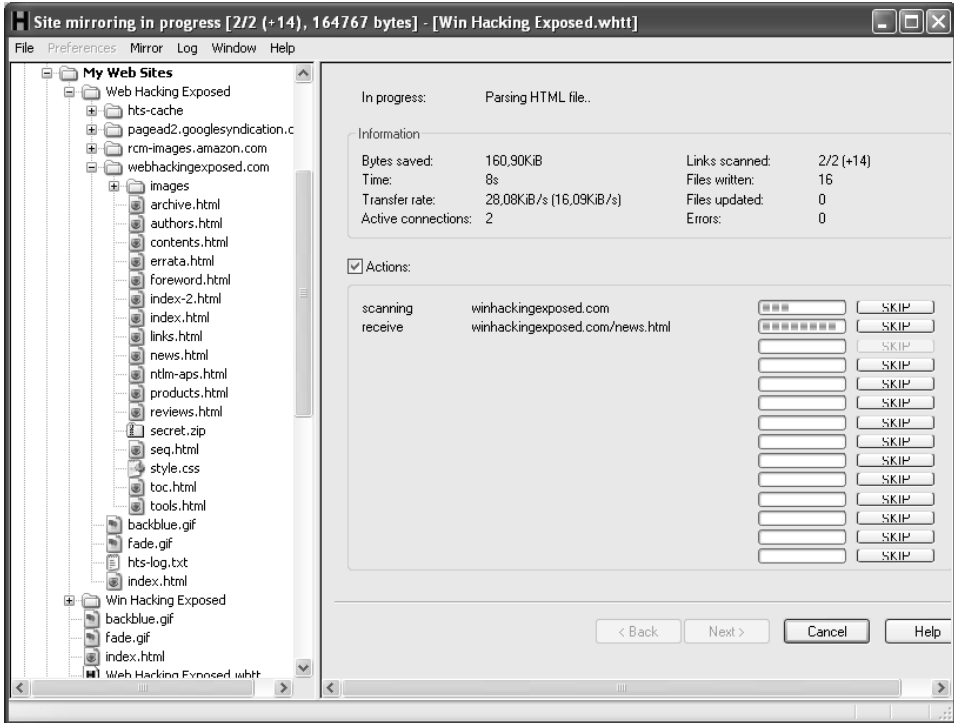 Site mirroring in progress [2/2 (+14), 164767 bytes] - [Win Hacking Exposed.whtt]
File Preferences Mirror Log Window Help
My Web Sites
Web Hacking Exposed
hts-cache
pagead2.googlesyndication.c
rcm-images.amazon.com
webhackingexposed.com
images
archive.html
authors.html
contents.html
errata.html
foreword.html
index-2.html
index.html
links.html
news.html
ntlm-aps.html
products.html
reviews.html
secret.zip
seq.html
style.css
toc.html
tools.html
backblue.gif
fade.gif
hts-log.txt
index.html
Win Hacking Exposed
backblue.gif
fade.gif
index.html
Web Hacking Exposed.whtt
In progress: Parsing HTML file..
Information
Bytes saved: 160,90KiB Links scanned: 2/2 (+14)
Time: 8s Files written: 16
Transfer rate: 28,08KiB/s (16,09KiB/s) Files updated: 0
Active connections: 2 Errors: 0
Actions:
scanning winhackingexposed.com SKIP
receive winhackingexposed.com/news.html SKIP
SKIP
SKIP
SKIP
SKIP
SKIP
SKIP
SKIP
SKIP
SKIP
SKIP
SKIP
SKIP
< Back Next > Cancel Help